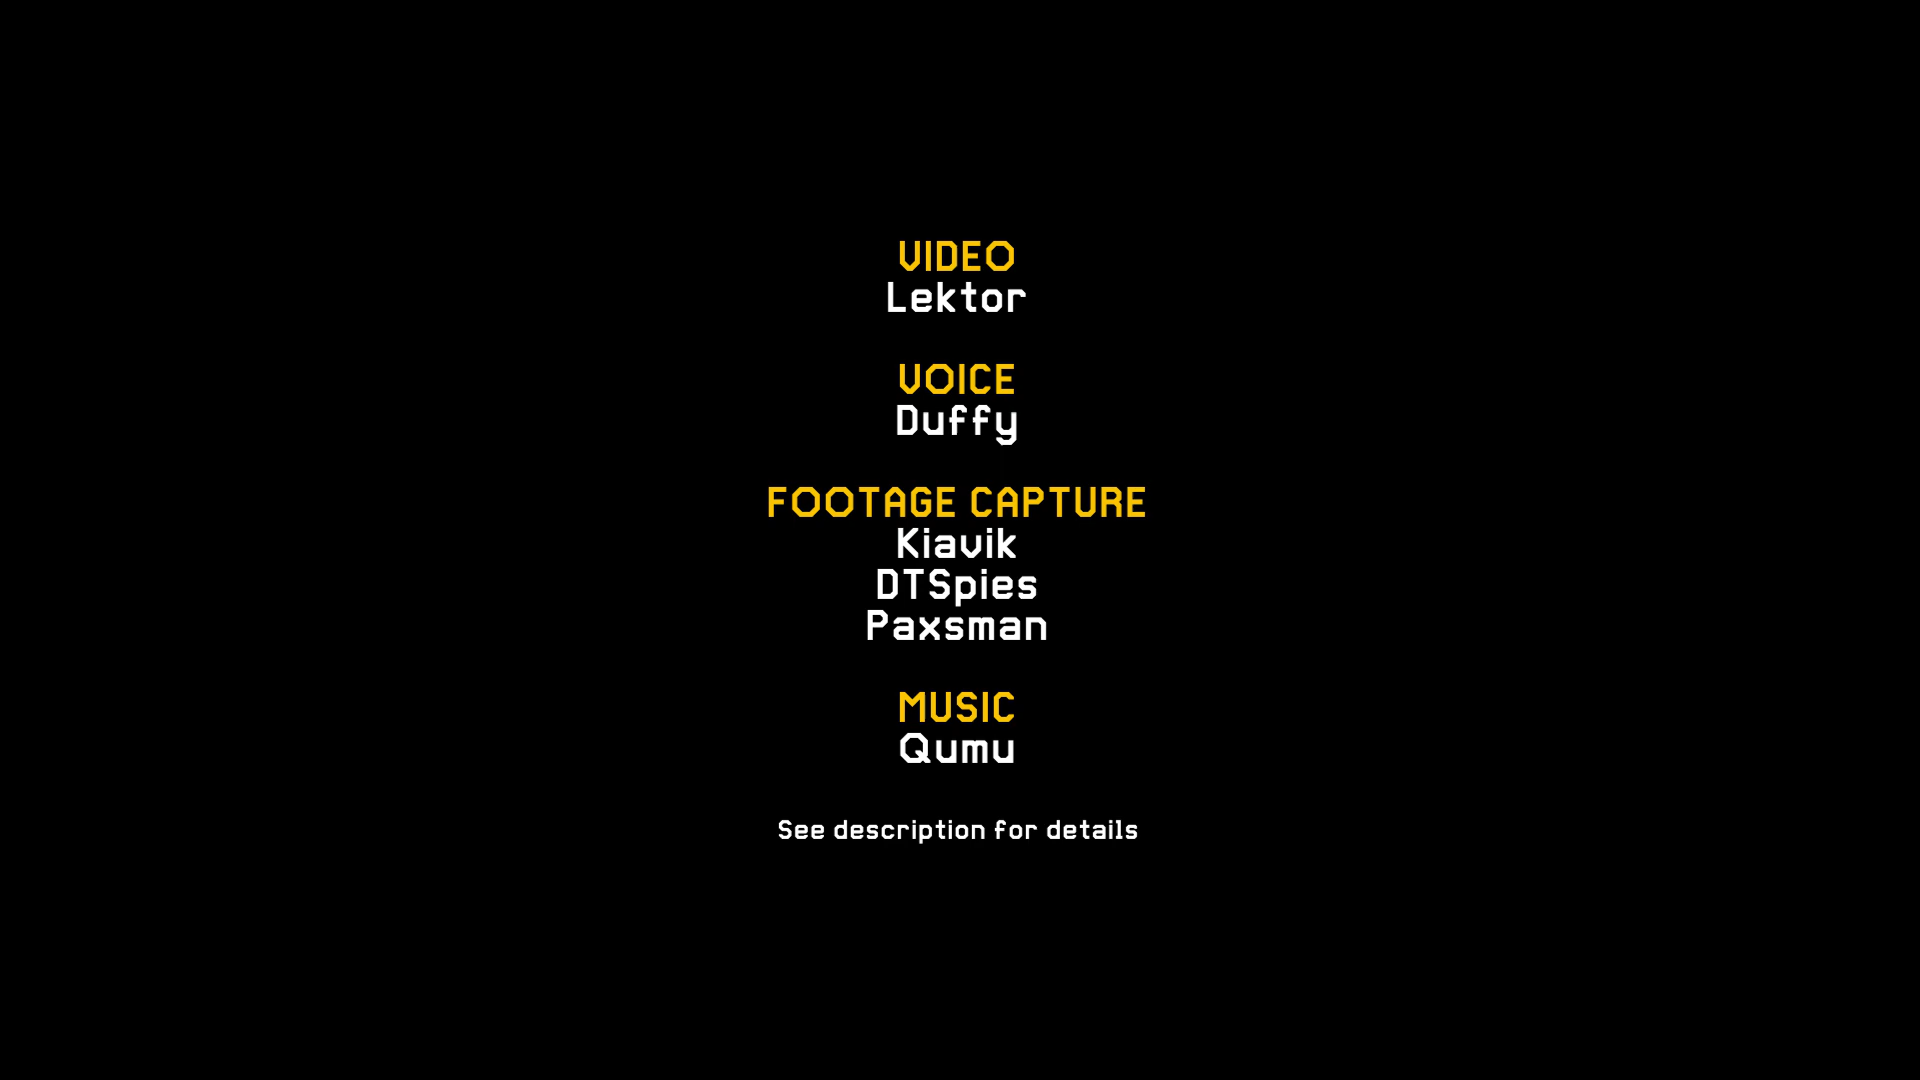 VIDEO
Lektor
VOICE
Duffy
FOOTAGE CAPTURE
Kiavik
DTSpies
Paxsman
MUSIC
Qumu
See description for details